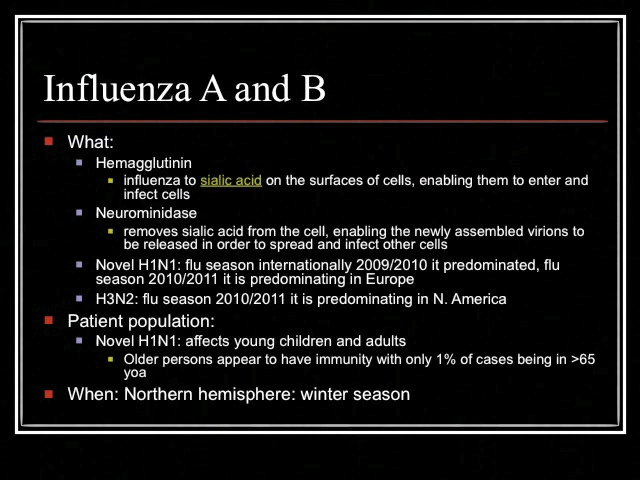 Influenza A and B
What:
Hemagglutinin
influenza to sialic acid on the surfaces of cells, enabling them to enter and
infect cells
Neurominidase
removes sialic acid from the cell, enabling the newly assembled virions to
be released in order to spread and infect other cells
Novel H1N1: flu season internationally 2009/2010 it predominated, flu
season 2010/2011 it is predominating in Europe
H3N2: flu season 2010/2011 it is predominating in N. America
Patient population:
Novel H1N1: affects young children and adults
Older persons appear to have immunity with only 1% of cases being in >65
yoa
When: Northern hemisphere: winter season